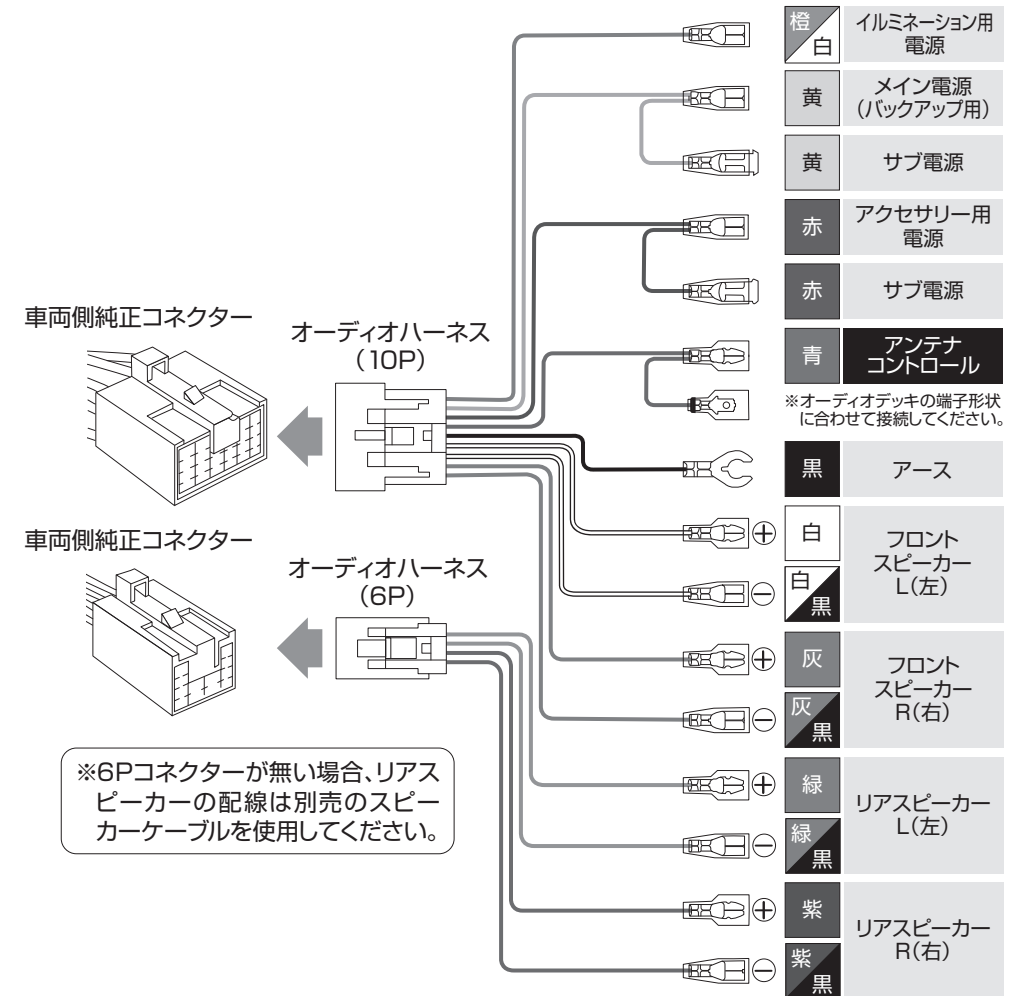 橙
白
イルミネーション用
電源
黄
メイン電源
(バックアップ用)
黄
サブ電源
赤
アクセサリー用
電源
赤
サブ電源
青
アンテナ
コントロール
※オーディオデッキの端子形状
に合わせて接続してください。
車両側純正コネクター
オーディオハーネス
(10P)
黒
アース
⊕
白
⊖
白
黒
フロント
スピーカー
L(左)
車両側純正コネクター
オーディオハーネス
(6P)
⊕
灰
⊖
灰
黒
フロント
スピーカー
R(右)
※6Pコネクターが無い場合、リアス
ピーカーの配線は別売のスピー
カーケーブルを使用してください。
⊕
緑
⊖
緑
黒
リアスピーカー
L(左)
⊕
紫
⊖
紫
黒
リアスピーカー
R(右)